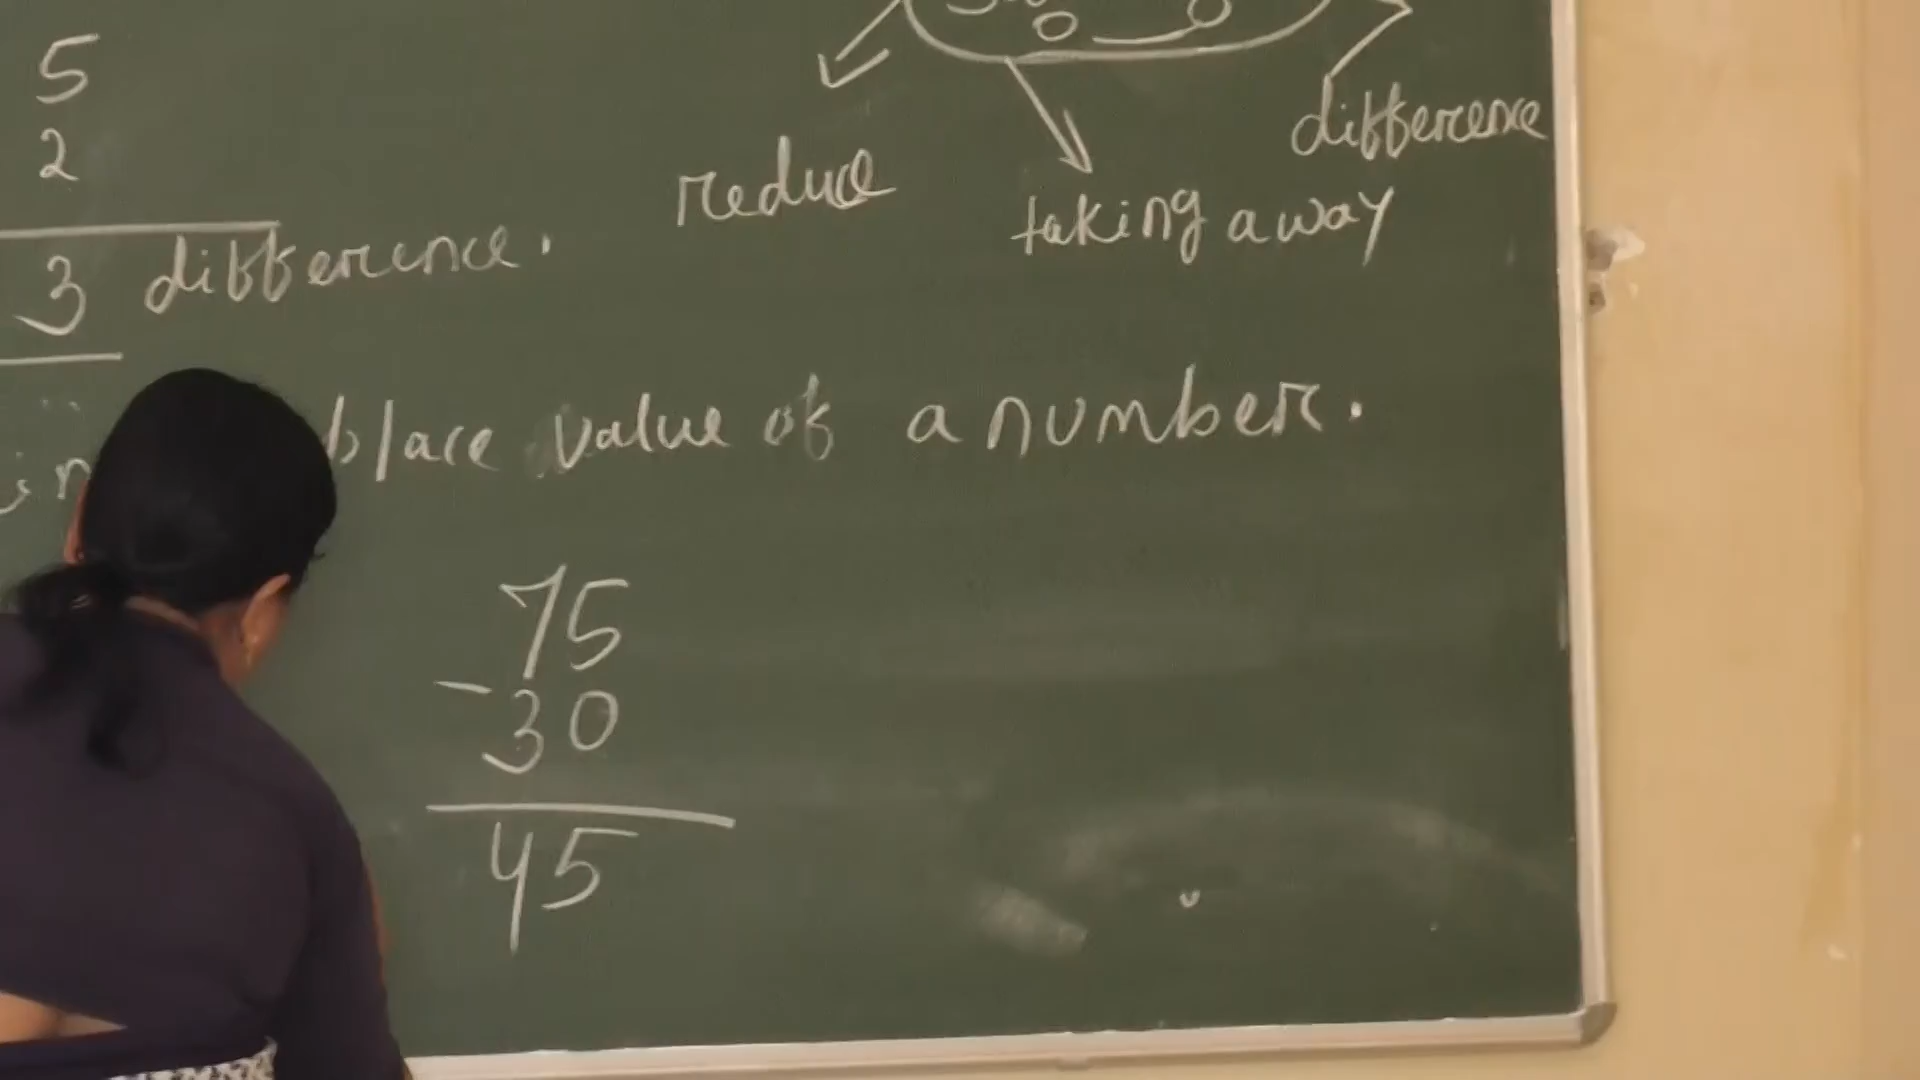 5
2
3 difference.
reduce
taking away
difference
place value of a number.
75
-30
45